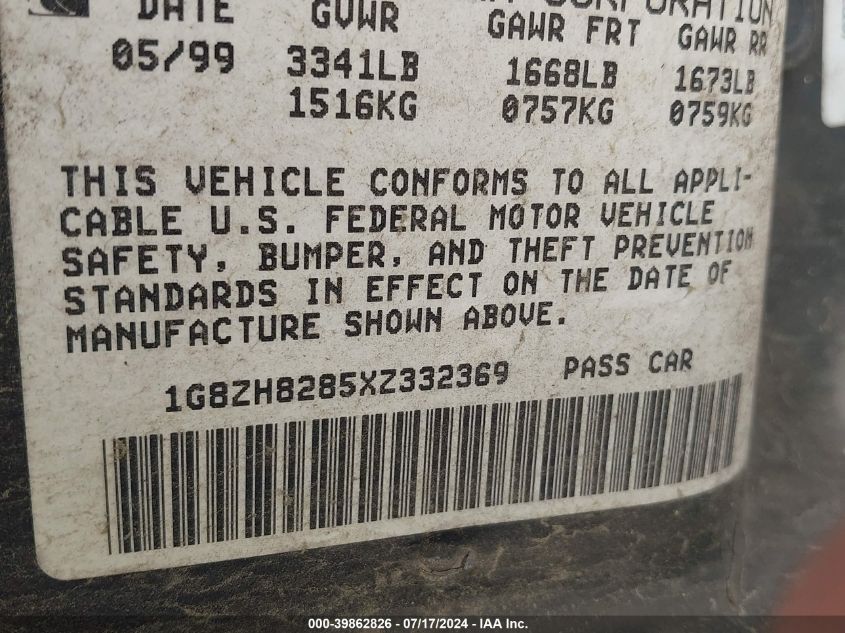 CORPORATION
DATE GVWR GAWR FRT GAWR RR
05/99 3341LB 1668LB 1673LB
1516KG 0757KG 0759KG
THIS VEHICLE CONFORMS TO ALL APPLI-
CABLE U.S. FEDERAL MOTOR VEHICLE
SAFETY, BUMPER, AND THEFT PREVENTION
STANDARDS IN EFFECT ON THE DATE OF
MANUFACTURE SHOWN ABOVE.
1G8ZH8285XZ332369 PASS CAR
000-39862826 - 07/17/2024 - IAA Inc.